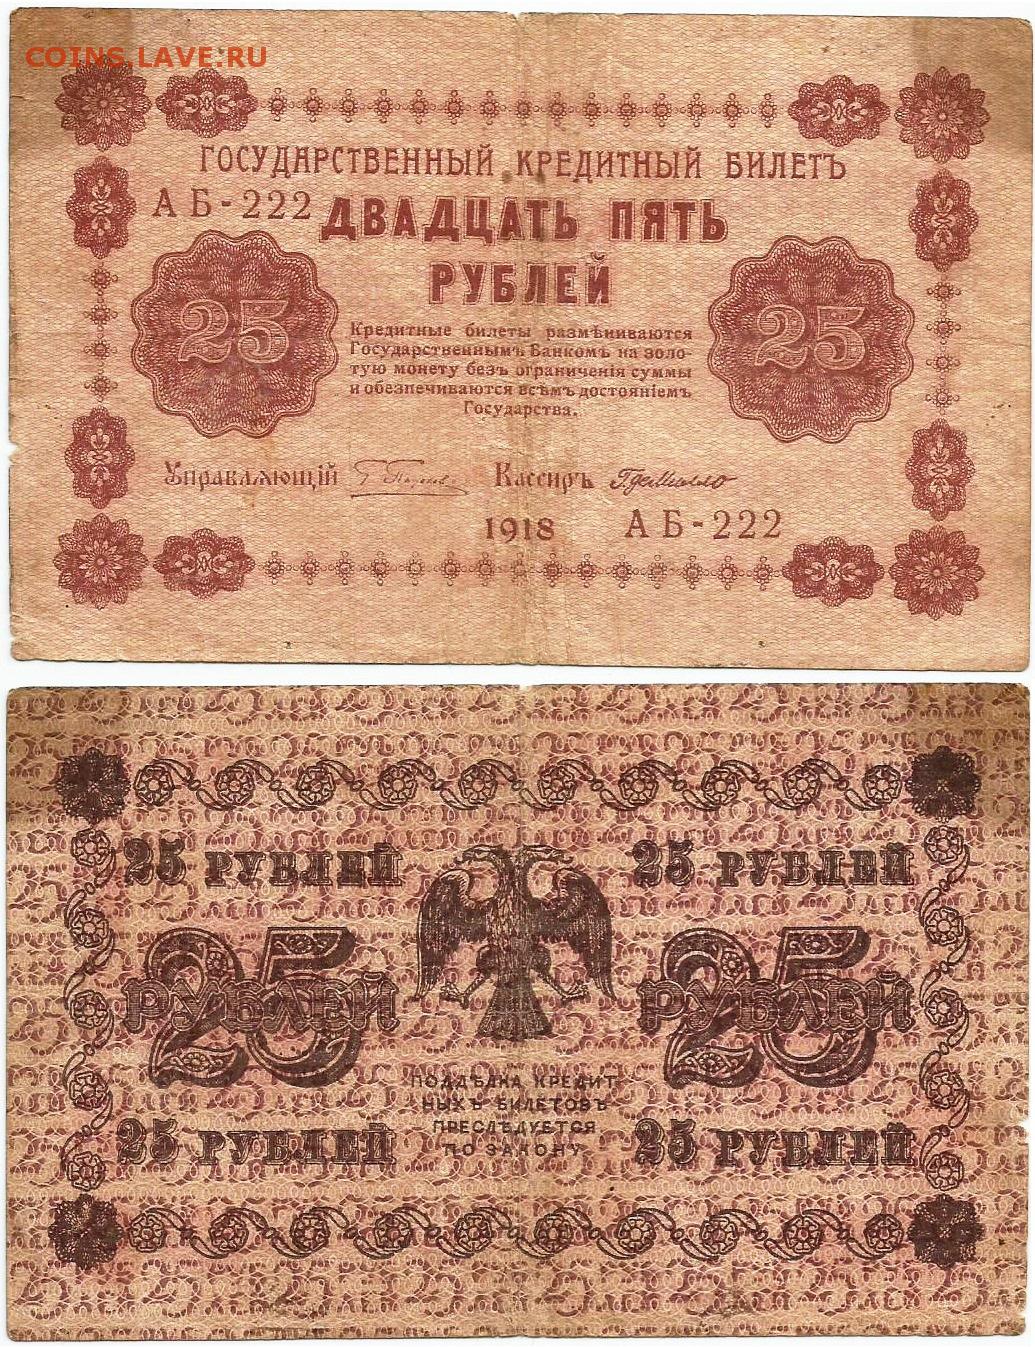 COINS.LAVE.RU
ГОСУДАРСТВЕННЫЙ КРЕДИТНЫЙ БИЛЕТЪ
АБ-222
ДВАДЦАТЬ ПЯТЬ
РУБЛЕЙ
25
25
Кредитные билеты размѣниваются
Государственнымъ Банкомъ на золо-
тую монету безъ ограниченія суммы
и обезпечиваются всѣмъ достояніемъ
Государства.
Управляющій
Кассиръ
1918 АБ-222
25 РУБЛЕЙ
25 РУБЛЕЙ
25
РУБЛЕЙ
25
РУБЛЕЙ
ПОДДѢЛКА КРЕДИТ
НЫХЪ БИЛЕТОВЪ
ПРЕСЛѢДУЕТСЯ
ПО ЗАКОНУ
25 РУБЛЕЙ
25 РУБЛЕЙ